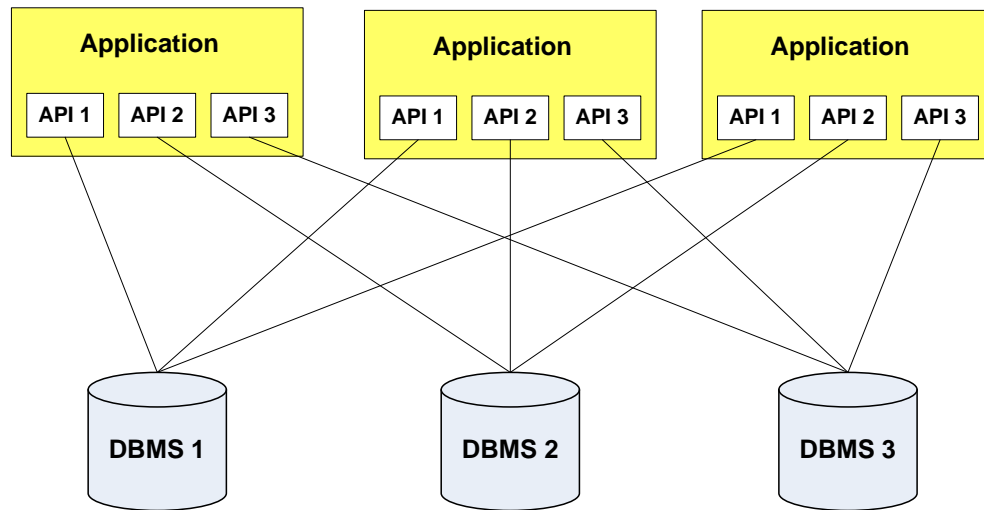 Application
API 1
API 2
API 3
Application
API 1
API 2
API 3
Application
API 1
API 2
API 3
DBMS 1
DBMS 2
DBMS 3